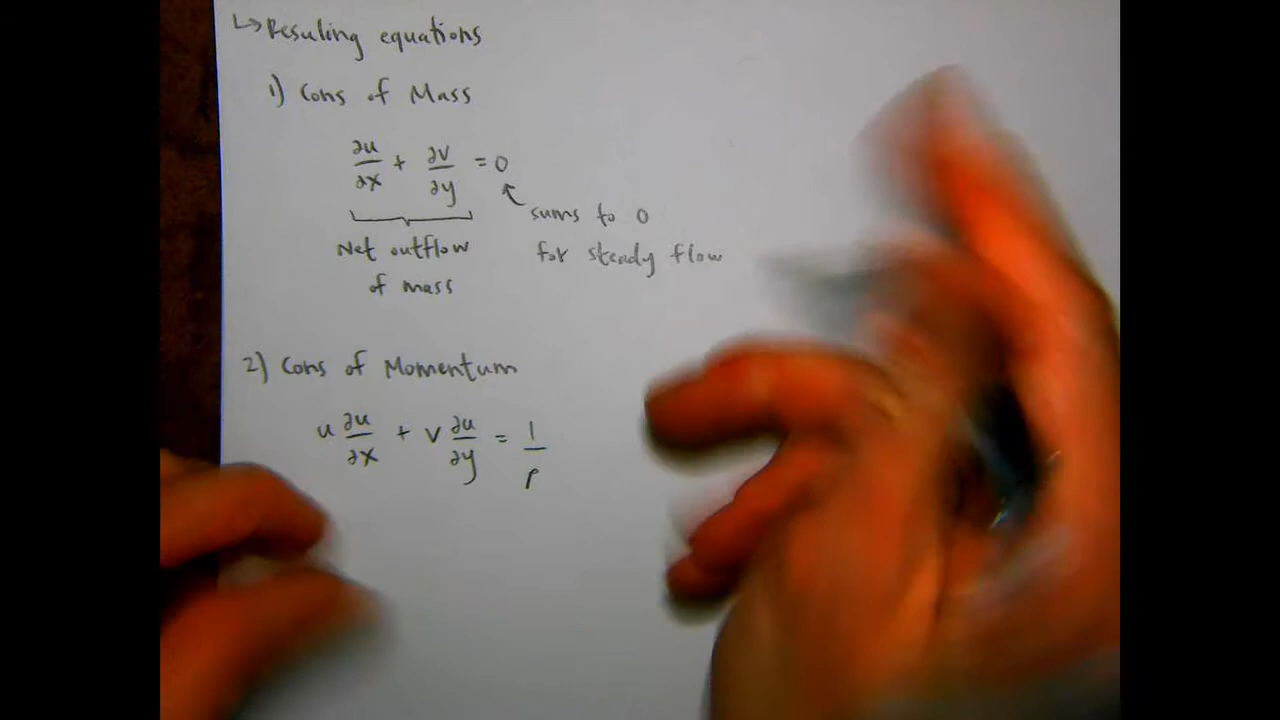 ↳ Resuling equations
1) Cons of Mass
∂u/∂x + ∂v/∂y = 0
sums to 0
Net outflow for steady flow
of mass
2) Cons of Momentum
u ∂u/∂x + v ∂u/∂y = 1/ρ